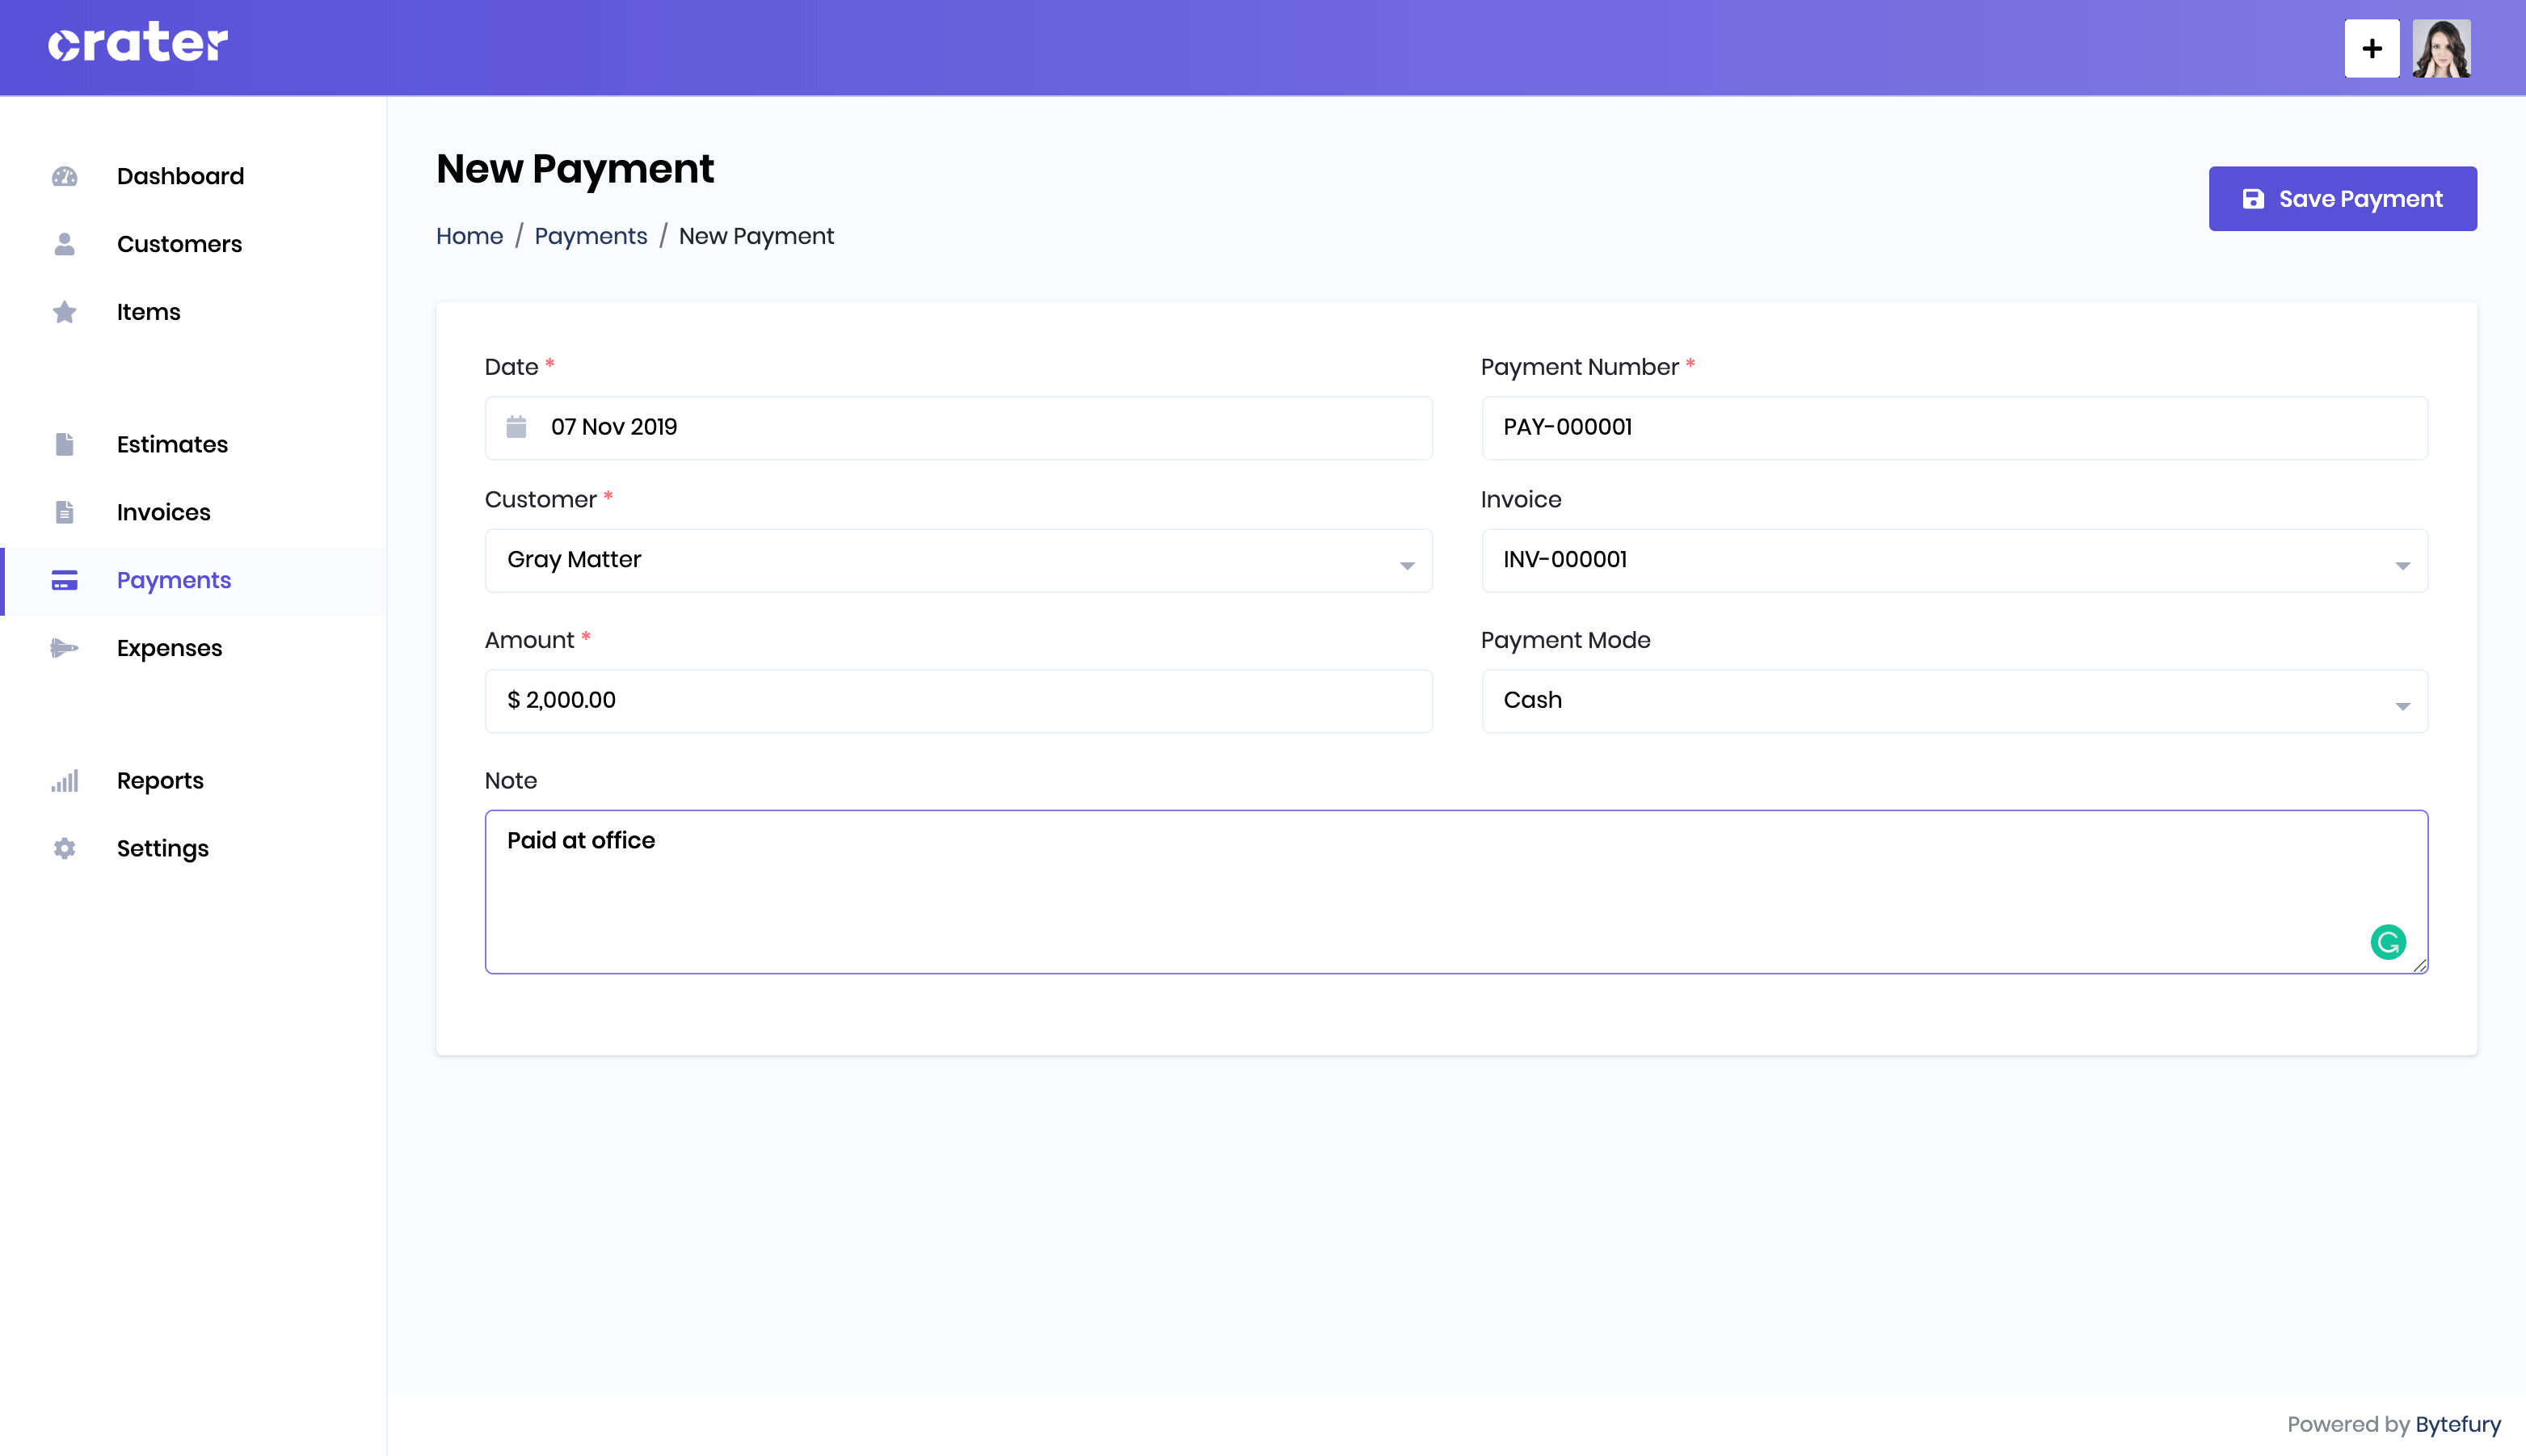 crater
Dashboard
Customers
Items
Estimates
Invoices
Payments
Expenses
Reports
Settings
New Payment
Home / Payments / New Payment
Save Payment
Date *
07 Nov 2019
Payment Number *
PAY-000001
Customer *
Gray Matter
Invoice
INV-000001
Amount *
$ 2,000.00
Payment Mode
Cash
Note
Paid at office
Powered by Bytefury